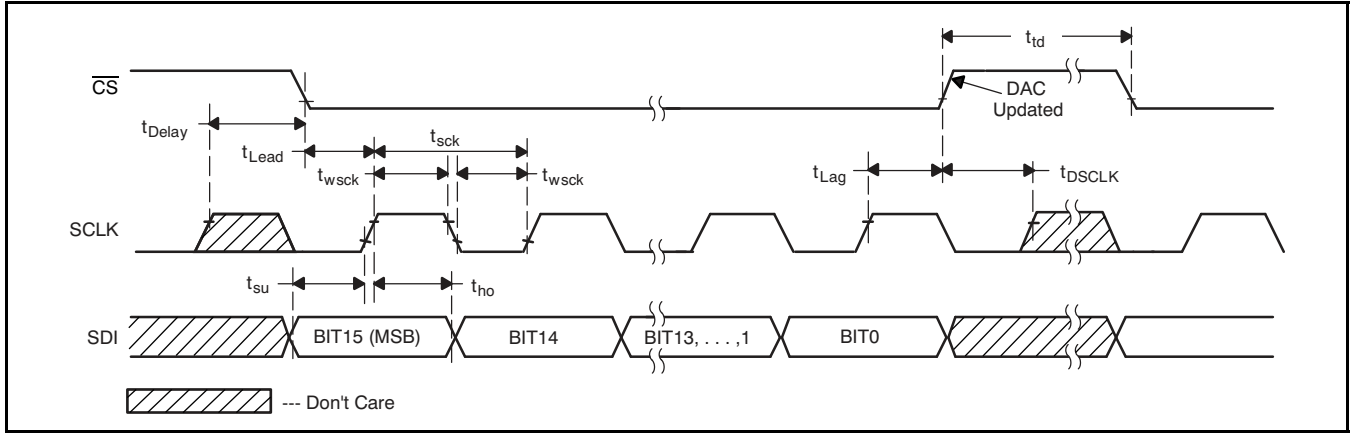 t_td
CS
DAC
Updated
t_Delay
t_Lead
t_sck
t_wsck
t_wsck
t_Lag
t_DSCLK
SCLK
t_su
t_ho
SDI
BIT15 (MSB)
BIT14
BIT13, . . . ,1
BIT0
--- Don't Care